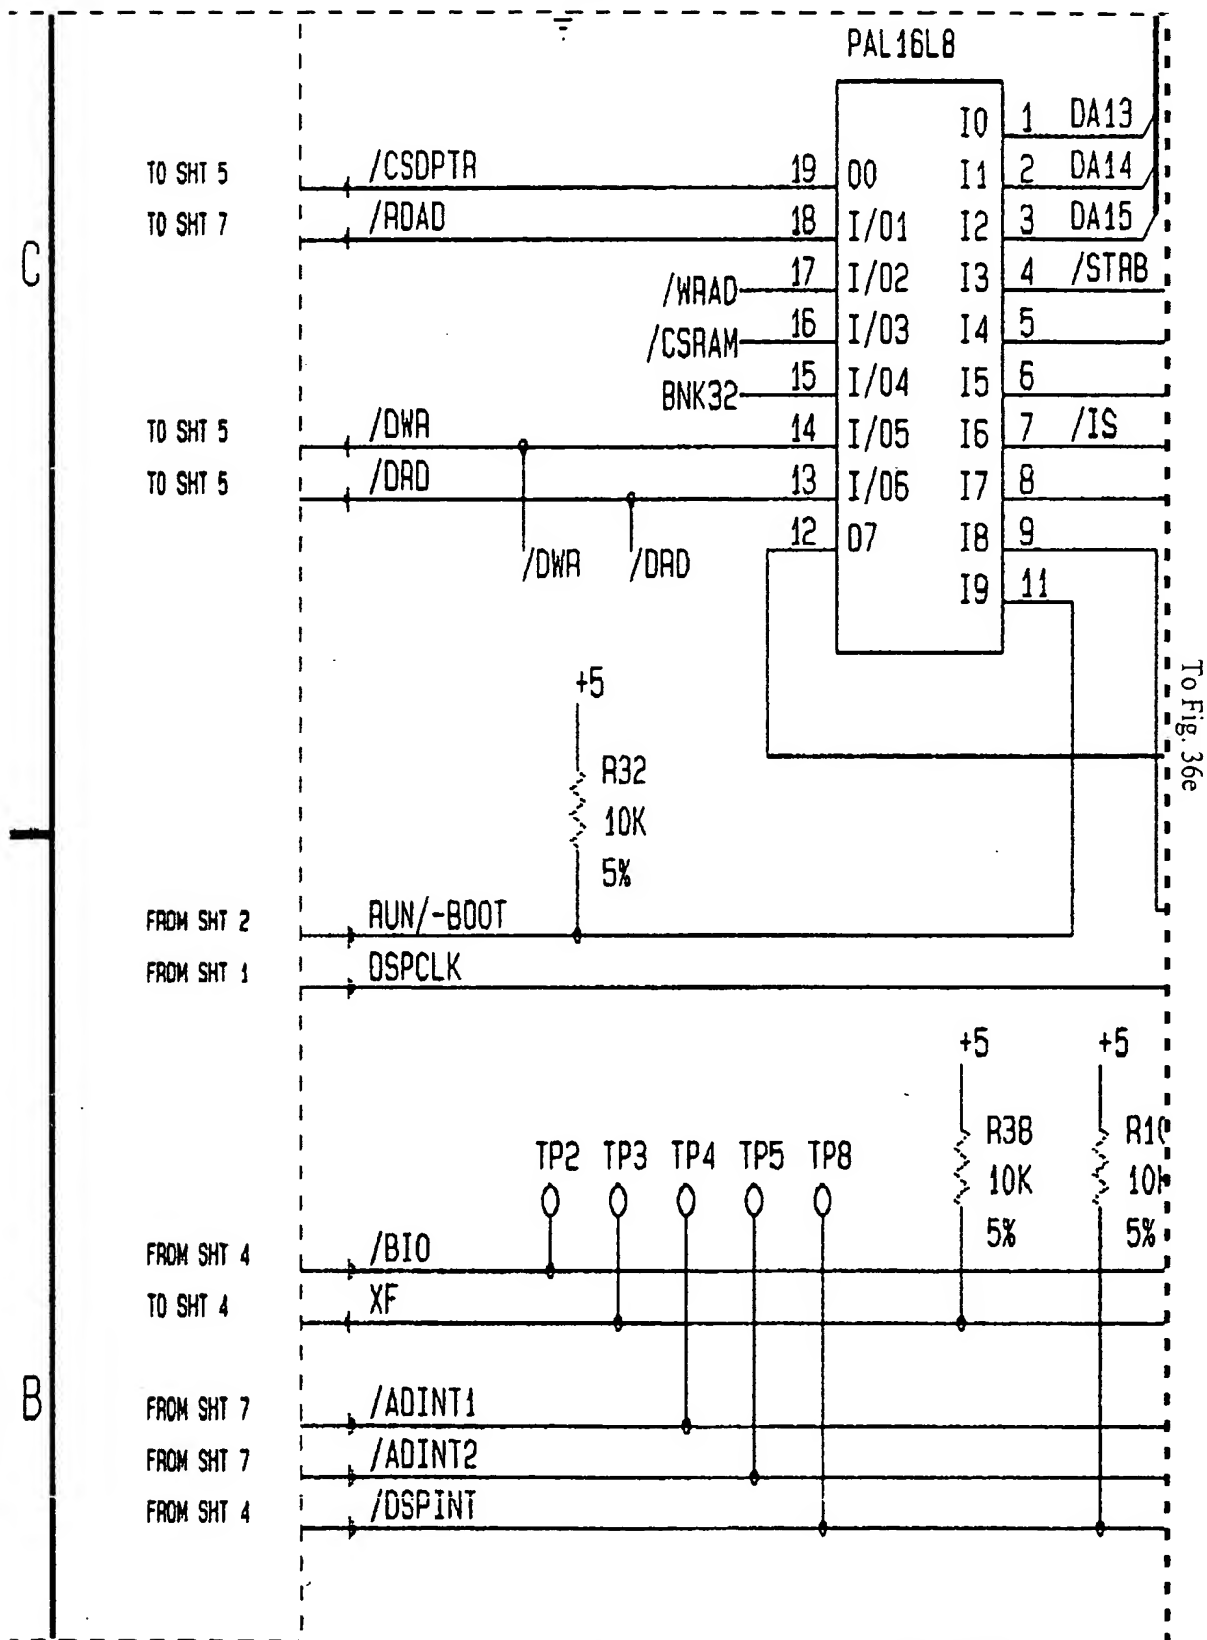 PAL16L8
I0 1 DA13
TO SHT 5 /CSDPTR 19 O0 I1 2 DA14
TO SHT 7 /RDAD 18 I/O1 I2 3 DA15
C
/WRAD 17 I/O2 I3 4 /STRB
/CSRAM 16 I/O3 I4 5
BNK32 15 I/O4 I5 6
TO SHT 5 /DWR 14 I/O5 I6 7 /IS
TO SHT 5 /DRD 13 I/O6 I7 8
12 O7 I8 9
/DWR /DRD
I9 11
To Fig. 36e
+5
R32
10K
5%
FROM SHT 2 RUN/-BOOT
FROM SHT 1 DSPCLK
+5 +5
TP2 TP3 TP4 TP5 TP8
R38
10K
5%
5%
FROM SHT 4 /BIO
TO SHT 4 XF
B
FROM SHT 7 /ADINT1
FROM SHT 7 /ADINT2
FROM SHT 4 /DSPINT